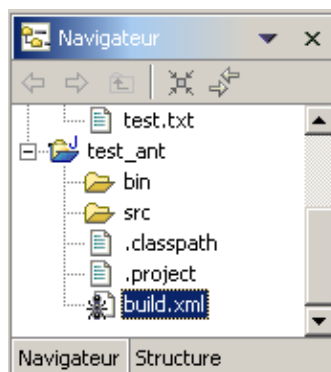 Navigateur
test.txt
test_ant
bin
src
.classpath
.project
build.xml
Navigateur Structure